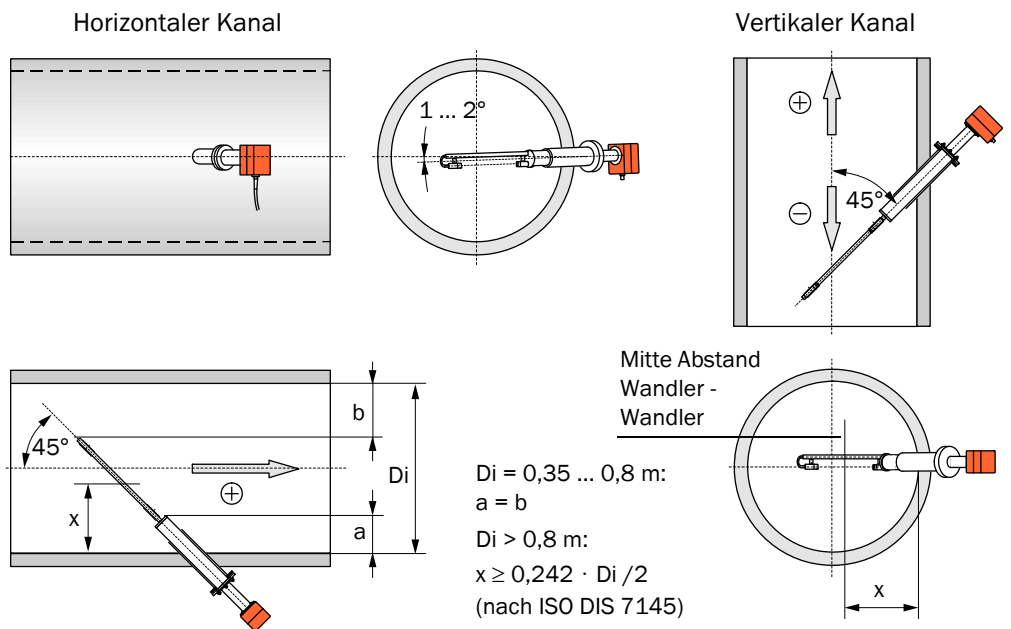 Horizontaler Kanal
Vertikaler Kanal
1 ... 2°
+
45°
−
b
45°
Di
+
x
a
Di = 0,35 ... 0,8 m:
a = b
Di > 0,8 m:
x ≥ 0,242 · Di /2
(nach ISO DIS 7145)
Mitte Abstand
Wandler -
Wandler
x